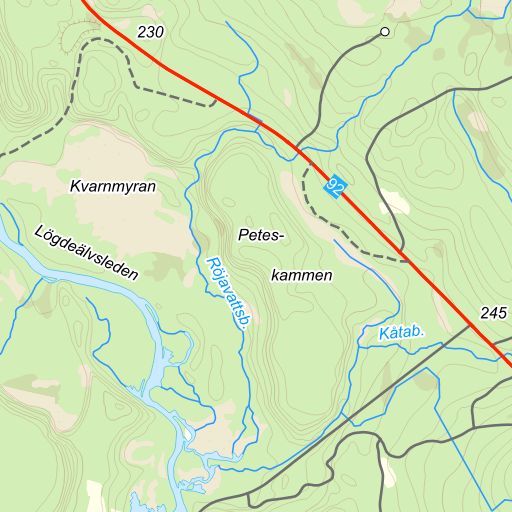 230
92
Kvarnmyran
Lögdeälvsleden
Petes-
kammen
Röjavattsb.
245
Kåtab.